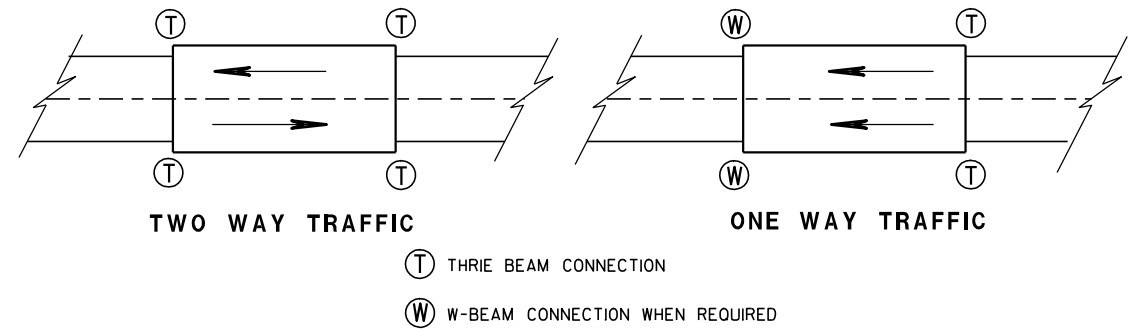 T T W T
T T W T
TWO WAY TRAFFIC
ONE WAY TRAFFIC
T THRIE BEAM CONNECTION
W W-BEAM CONNECTION WHEN REQUIRED